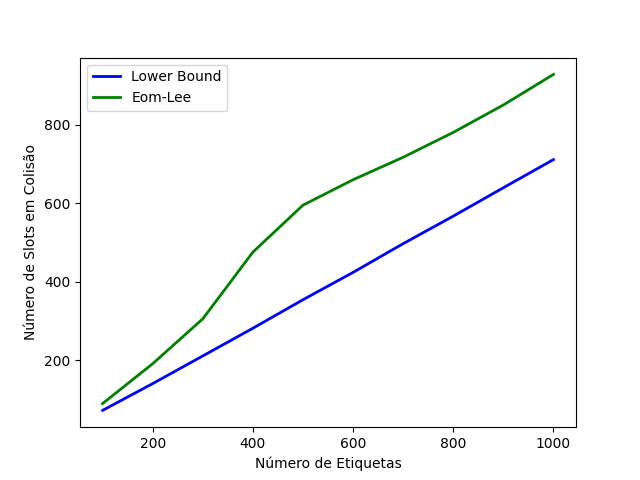 Lower Bound
Eom-Lee
Número de Slots em Colisão
800
600
400
200
200 400 600 800 1000
Número de Etiquetas